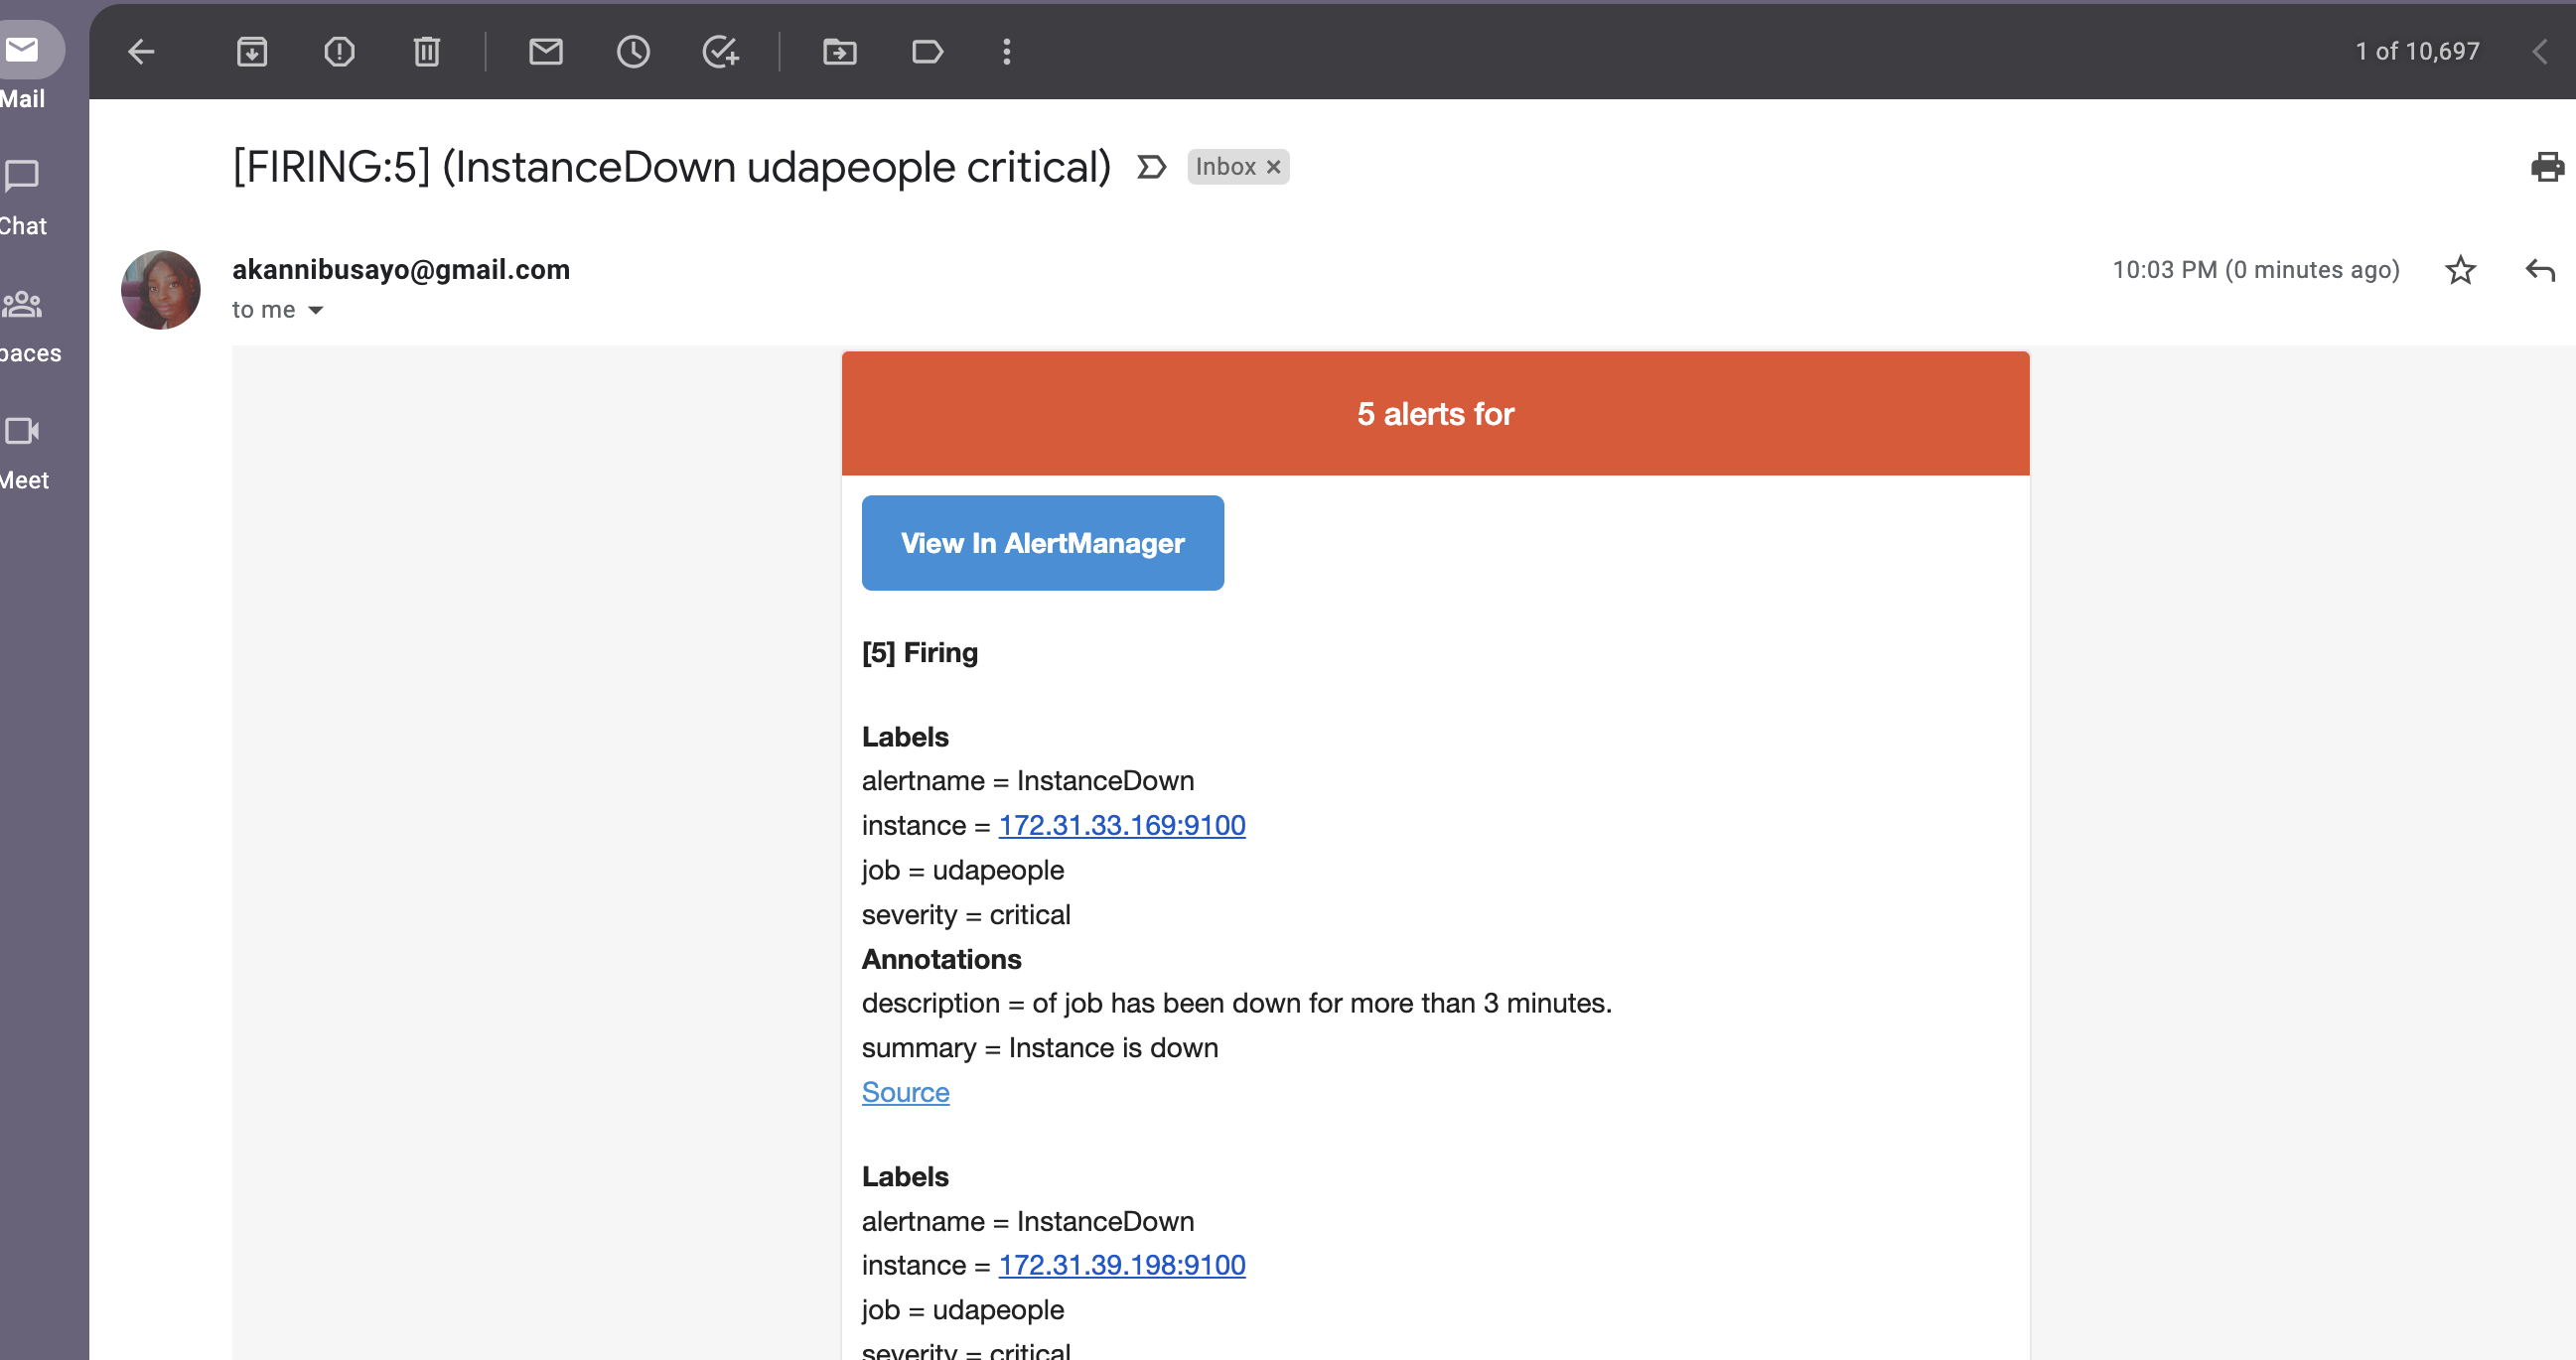 1 of 10,697
Mail
Chat
paces
Meet
[FIRING:5] (InstanceDown udapeople critical)
Inbox ×
akannibusayo@gmail.com
10:03 PM (0 minutes ago)
to me
5 alerts for
View In AlertManager
[5] Firing
Labels
alertname = InstanceDown
instance = 172.31.33.169:9100
job = udapeople
severity = critical
Annotations
description = of job has been down for more than 3 minutes.
summary = Instance is down
Source
Labels
alertname = InstanceDown
instance = 172.31.39.198:9100
job = udapeople
severity = critical